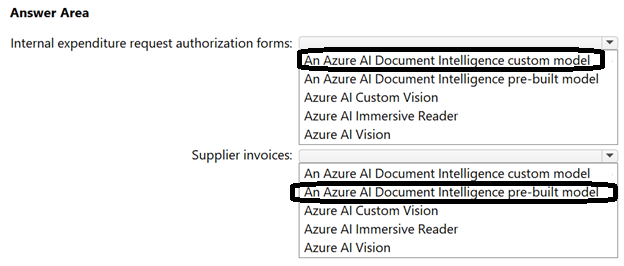 Answer Area
Internal expenditure request authorization forms:
An Azure AI Document Intelligence custom model
An Azure AI Document Intelligence pre-built model
Azure AI Custom Vision
Azure AI Immersive Reader
Azure AI Vision
Supplier invoices:
An Azure AI Document Intelligence custom model
An Azure AI Document Intelligence pre-built model
Azure AI Custom Vision
Azure AI Immersive Reader
Azure AI Vision